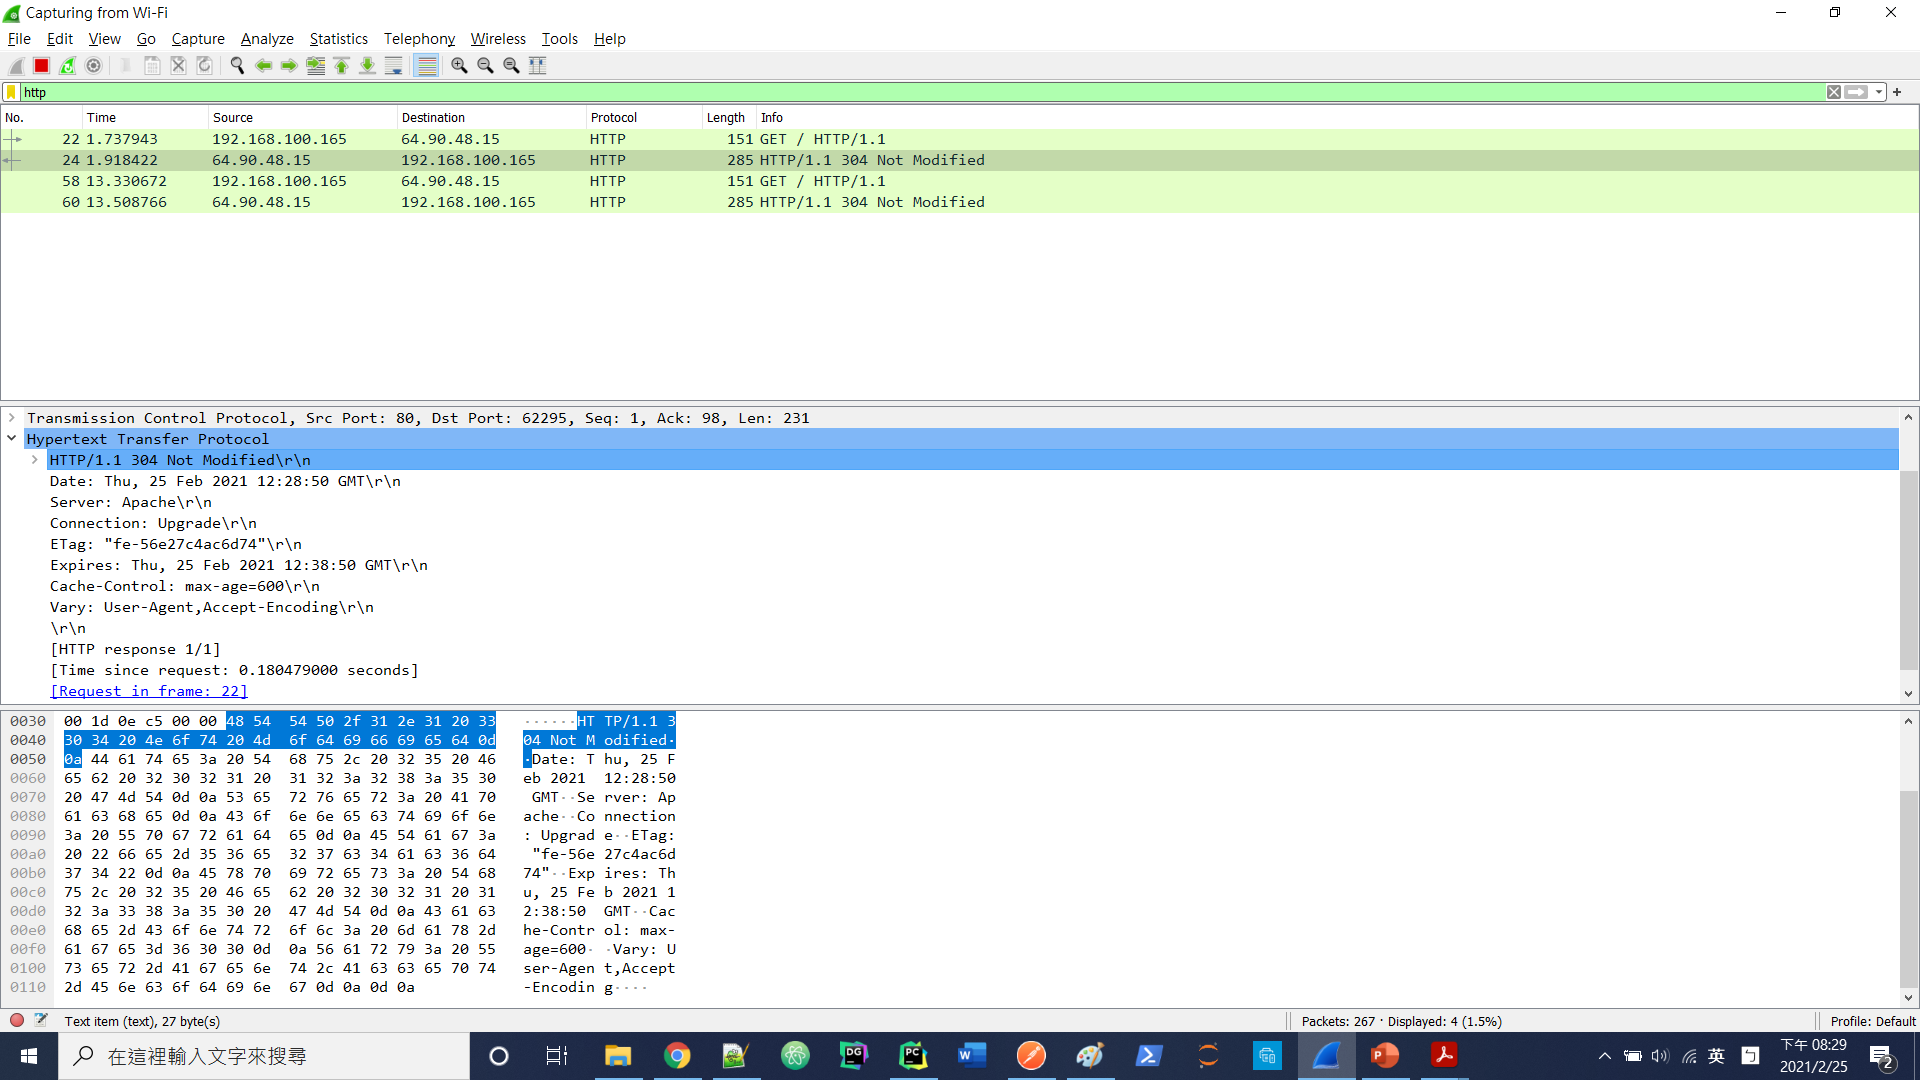 Capturing from Wi-Fi
File Edit View Go Capture Analyze Statistics Telephony Wireless Tools Help
http
No. Time Source Destination Protocol Length Info
22 1.737943 192.168.100.165 64.90.48.15 HTTP 151 GET / HTTP/1.1
24 1.918422 64.90.48.15 192.168.100.165 HTTP 285 HTTP/1.1 304 Not Modified
58 13.330672 192.168.100.165 64.90.48.15 HTTP 151 GET / HTTP/1.1
60 13.508766 64.90.48.15 192.168.100.165 HTTP 285 HTTP/1.1 304 Not Modified
Transmission Control Protocol, Src Port: 80, Dst Port: 62295, Seq: 1, Ack: 98, Len: 231
Hypertext Transfer Protocol
HTTP/1.1 304 Not Modified\r\n
Date: Thu, 25 Feb 2021 12:28:50 GMT\r\n
Server: Apache\r\n
Connection: Upgrade\r\n
ETag: "fe-56e27c4ac6d74"\r\n
Expires: Thu, 25 Feb 2021 12:38:50 GMT\r\n
Cache-Control: max-age=600\r\n
Vary: User-Agent,Accept-Encoding\r\n
\r\n
[HTTP response 1/1]
[Time since request: 0.180479000 seconds]
[Request in frame: 22]
0030 00 1d 0e c5 00 00 48 54 54 50 2f 31 2e 31 20 33 ······HT TP/1.1 3
0040 30 34 20 4e 6f 74 20 4d 6f 64 69 66 69 65 64 0d 04 Not M odified·
0050 0a 44 61 74 65 3a 20 54 68 75 2c 20 32 35 20 46 ·Date: T hu, 25 F
0060 65 62 20 32 30 32 31 20 31 32 3a 32 38 3a 35 30 eb 2021 12:28:50
0070 20 47 4d 54 0d 0a 53 65 72 76 65 72 3a 20 41 70 GMT··Se rver: Ap
0080 61 63 68 65 0d 0a 43 6f 6e 6e 65 63 74 69 6f 6e ache··Co nnection
0090 3a 20 55 70 67 72 61 64 65 0d 0a 45 54 61 67 3a : Upgrad e··ETag:
00a0 20 22 66 65 2d 35 36 65 32 37 63 34 61 63 36 64 "fe-56e 27c4ac6d
00b0 37 34 22 0d 0a 45 78 70 69 72 65 73 3a 20 54 68 74"··Exp ires: Th
00c0 75 2c 20 32 35 20 46 65 62 20 32 30 32 31 20 31 u, 25 Fe b 2021 1
00d0 32 3a 33 38 3a 35 30 20 47 4d 54 0d 0a 43 61 63 2:38:50 GMT··Cac
00e0 68 65 2d 43 6f 6e 74 72 6f 6c 3a 20 6d 61 78 2d he-Contr ol: max-
00f0 61 67 65 3d 36 30 30 0d 0a 56 61 72 79 3a 20 55 age=600· ·Vary: U
0100 73 65 72 2d 41 67 65 6e 74 2c 41 63 63 65 70 74 ser-Agen t,Accept
0110 2d 45 6e 63 6f 64 69 6e 67 0d 0a 0d 0a -Encodin g····
Text item (text), 27 byte(s) Packets: 267 · Displayed: 4 (1.5%) Profile: Default
在這裡輸入文字來搜尋 DG PC W P 英 下午 08:29
2021/2/25 2